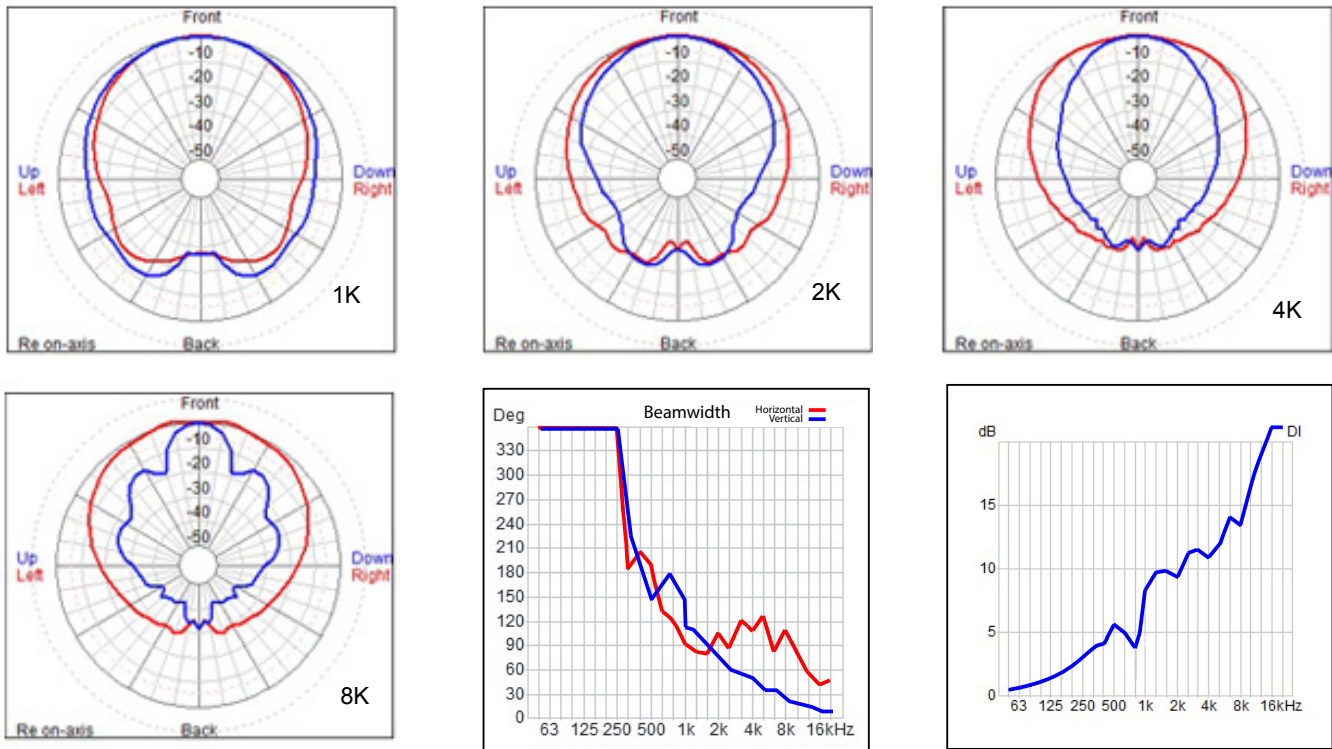 Front
-10
-20
-30
-40
-50
Up Down
Left Right
1K
Re on-axis Back
Front
-10
-20
-30
-40
-50
Up Down
Left Right
2K
Re on-axis Back
Front
-10
-20
-30
-40
-50
Up Down
Left Right
4K
Re on-axis Back
Front
-10
-20
-30
-40
-50
Up Down
Left Right
8K
Re on-axis Back
Deg Beamwidth Horizontal
Vertical
330
300
270
240
210
180
150
120
90
60
30
0
63 125 250 500 1k 2k 4k 8k 16kHz
dB DI
15
10
5
0
63 125 250 500 1k 2k 4k 8k 16kHz